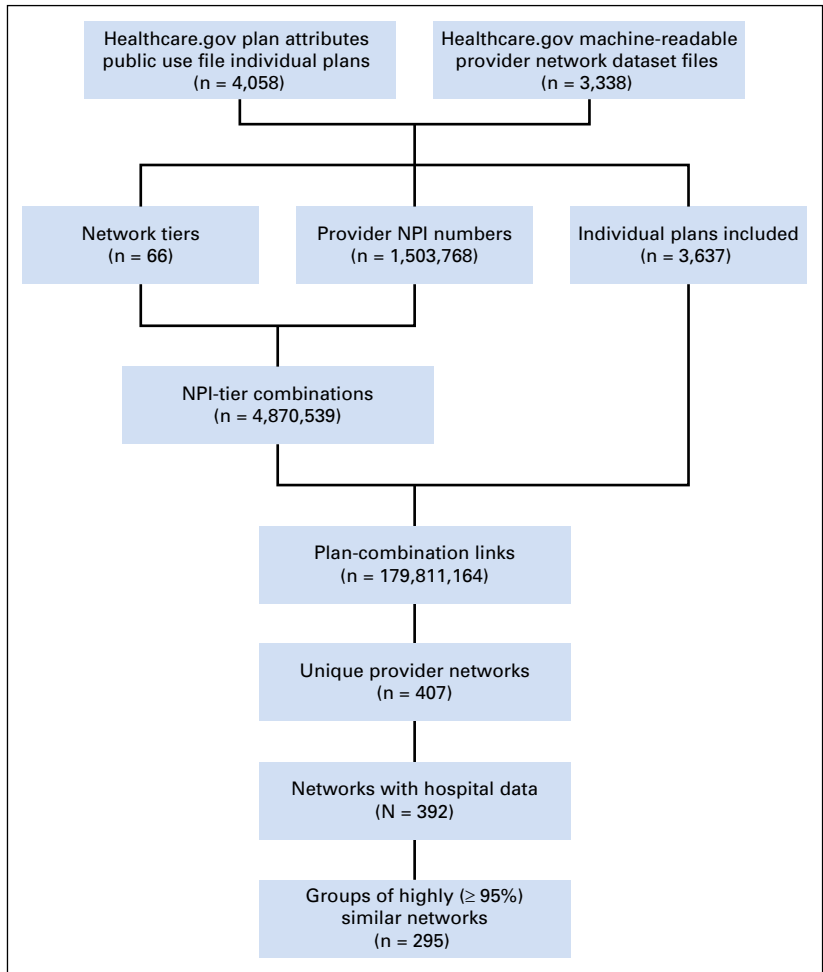 Healthcare.gov plan attributes
public use file individual plans
(n = 4,058)
Healthcare.gov machine-readable
provider network dataset files
(n = 3,338)
Network tiers
(n = 66)
Provider NPI numbers
(n = 1,503,768)
Individual plans included
(n = 3,637)
NPI-tier combinations
(n = 4,870,539)
Plan-combination links
(n = 179,811,164)
Unique provider networks
(n = 407)
Networks with hospital data
(N = 392)
Groups of highly (≥ 95%)
similar networks
(n = 295)